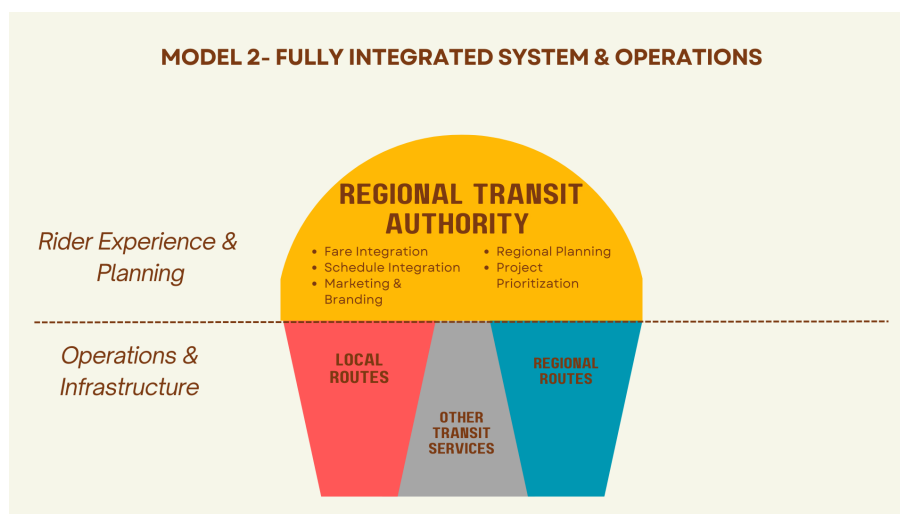 MODEL 2- FULLY INTEGRATED SYSTEM & OPERATIONS
REGIONAL TRANSIT
AUTHORITY
Rider Experience &
Planning
• Fare Integration
• Schedule Integration
• Marketing &
Branding
• Regional Planning
• Project
Prioritization
Operations &
Infrastructure
LOCAL
ROUTES
OTHER
TRANSIT
SERVICES
REGIONAL
ROUTES